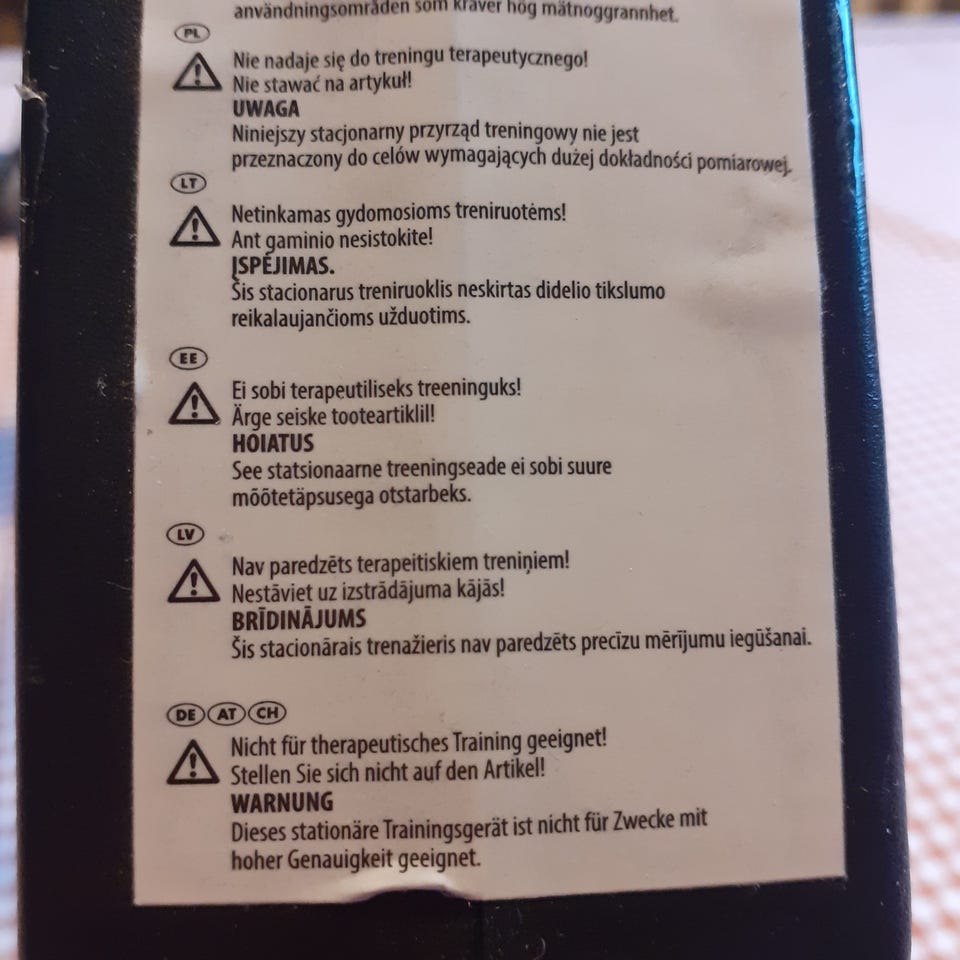 användningsområden som kräver hög mätnoggrannhet.
PL
Nie nadaje się do treningu terapeutycznego!
Nie stawać na artykuł!
UWAGA
Niniejszy stacjonarny przyrząd treningowy nie jest
przeznaczony do celów wymagających dużej dokładności pomiarowej.
LT
Netinkamas gydomosioms treniruotėms!
Ant gaminio nesistokite!
ĮSPĖJIMAS.
Šis stacionarus treniruoklis neskirtas didelio tikslumo
reikalaujančioms užduotims.
EE
Ei sobi terapeutiliseks treeninguks!
Ärge seiske tooteartiklil!
HOIATUS
See statsionaarne treeningseade ei sobi suure
mõõtetäpsusega otstarbeks.
LV
Nav paredzēts terapeitiskiem treniņiem!
Nestāviet uz izstrādājuma kājās!
BRĪDINĀJUMS
Šis stacionārais trenažieris nav paredzēts precīzu mērījumu iegūšanai.
DE AT CH
Nicht für therapeutisches Training geeignet!
Stellen Sie sich nicht auf den Artikel!
WARNUNG
Dieses stationäre Trainingsgerät ist nicht für Zwecke mit
hoher Genauigkeit geeignet.